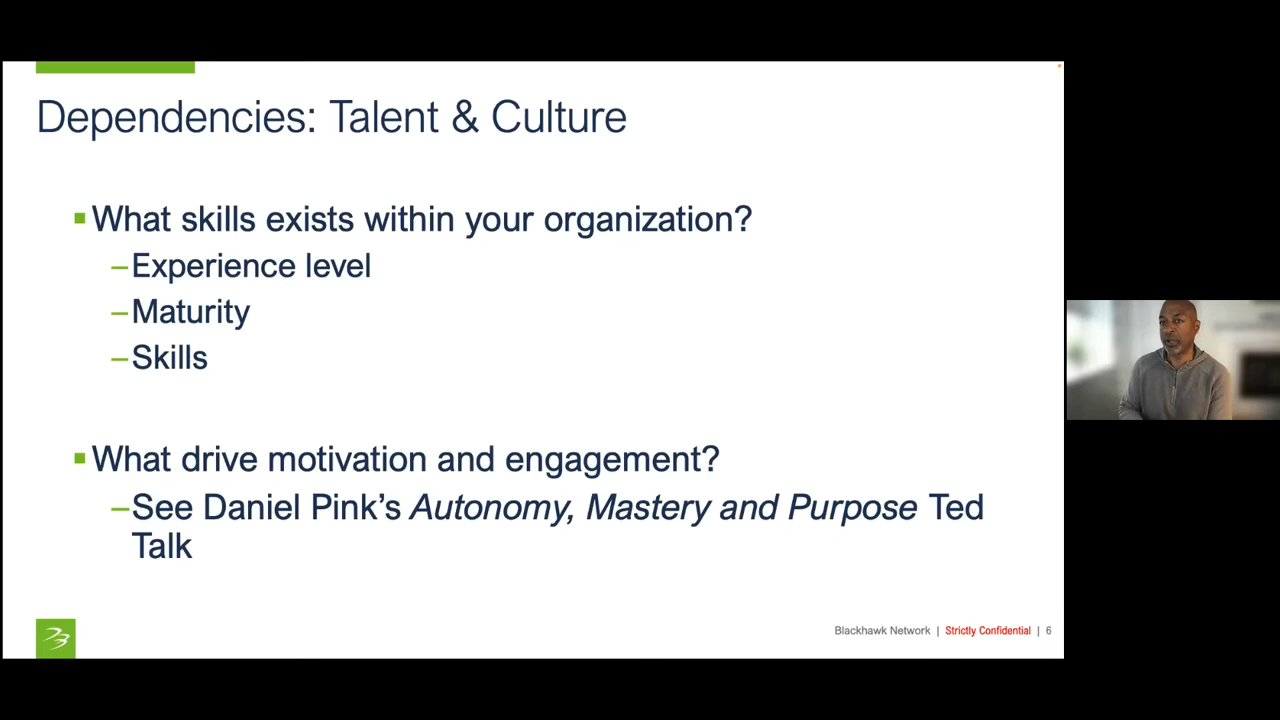 Dependencies: Talent & Culture
▪What skills exists within your organization?
–Experience level
–Maturity
–Skills
▪What drive motivation and engagement?
–See Daniel Pink’s Autonomy, Mastery and Purpose Ted
Talk
Blackhawk Network | Strictly Confidential | 6